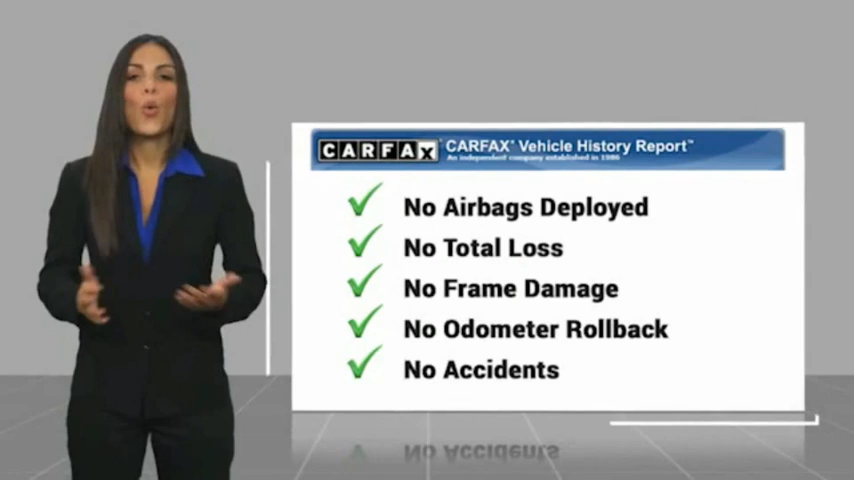 CARFAX CARFAX® Vehicle History Report™
An independent company established in 1986
No Airbags Deployed
No Total Loss
No Frame Damage
No Odometer Rollback
No Accidents
No Accidents